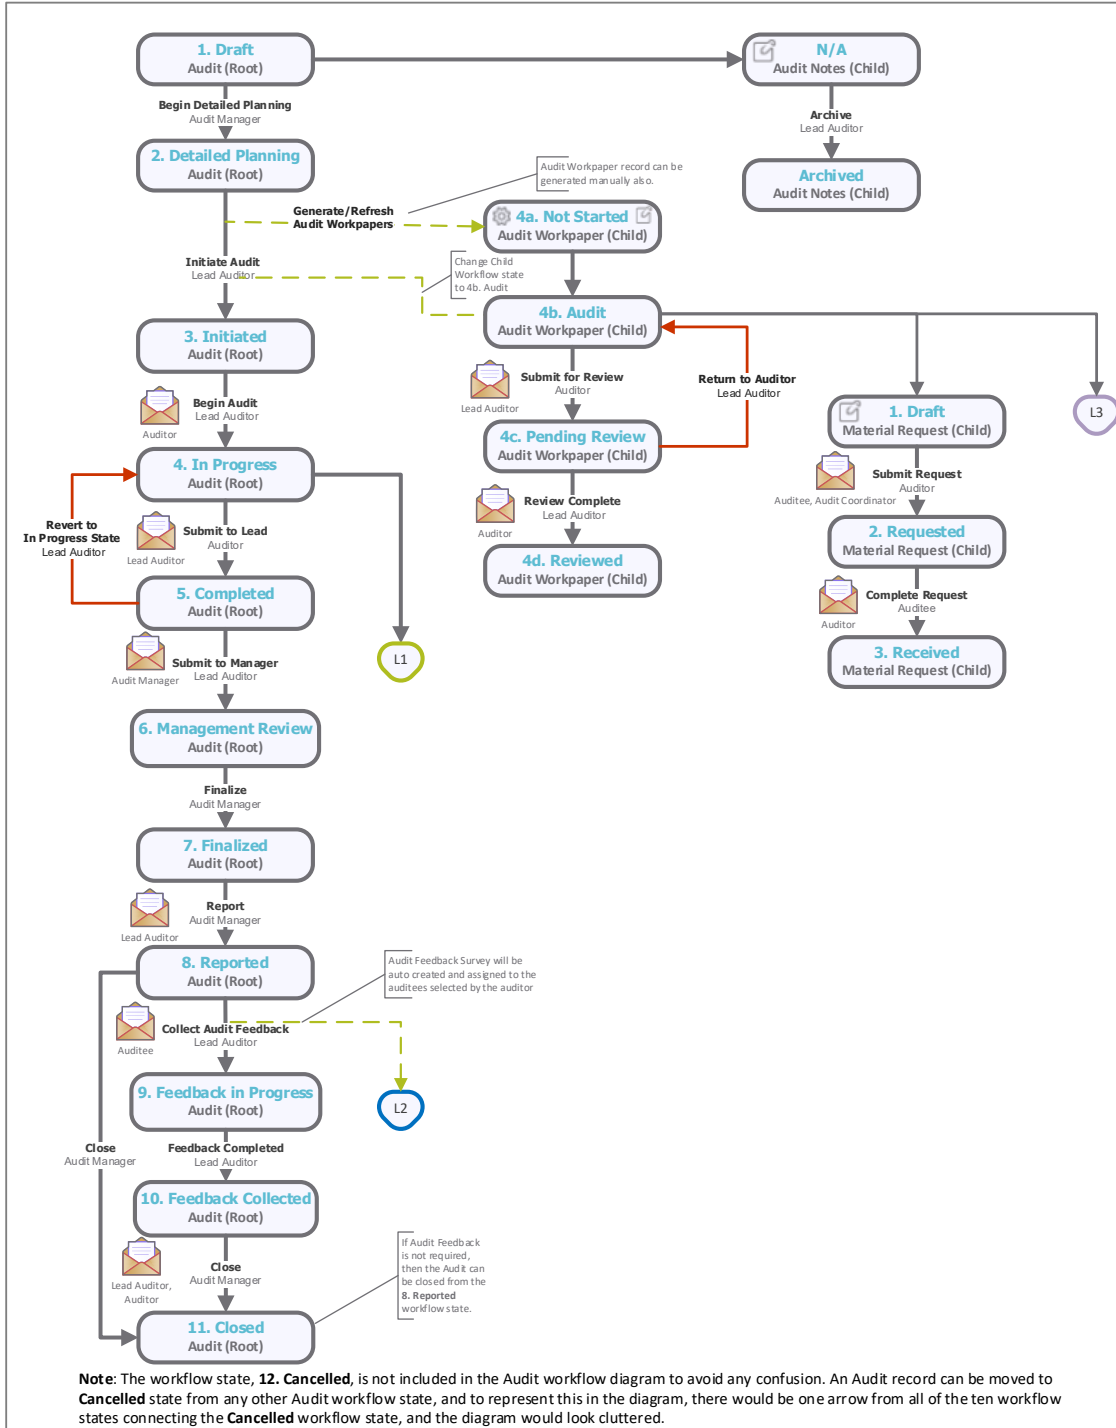 1. Draft
Audit (Root)
N/A
Audit Notes (Child)
Begin Detailed Planning
Audit Manager
Archive
Lead Auditor
2. Detailed Planning
Audit (Root)
Archived
Audit Notes (Child)
Audit Workpaper record can be
generated manually also.
Generate/Refresh
Audit Workpapers
4a. Not Started
Audit Workpaper (Child)
Initiate Audit
Lead Auditor
Change Child
Workflow state
to 4b. Audit
3. Initiated
Audit (Root)
4b. Audit
Audit Workpaper (Child)
Submit for Review
Auditor
Lead Auditor
Return to Auditor
Lead Auditor
L3
Begin Audit
Lead Auditor
Auditor
1. Draft
Material Request (Child)
4c. Pending Review
Audit Workpaper (Child)
4. In Progress
Audit (Root)
Submit Request
Auditor
Auditee, Audit Coordinator
Review Complete
Lead Auditor
Auditor
Revert to
In Progress State
Lead Auditor
Submit to Lead
Auditor
Lead Auditor
2. Requested
Material Request (Child)
4d. Reviewed
Audit Workpaper (Child)
5. Completed
Audit (Root)
Complete Request
Auditee
Auditor
Submit to Manager
Lead Auditor
Audit Manager
L1
3. Received
Material Request (Child)
6. Management Review
Audit (Root)
Finalize
Audit Manager
7. Finalized
Audit (Root)
Report
Audit Manager
Lead Auditor
8. Reported
Audit (Root)
Audit Feedback Survey will be
auto created and assigned to the
auditees selected by the auditor
Collect Audit Feedback
Lead Auditor
Auditee
9. Feedback in Progress
Audit (Root)
L2
Close
Audit Manager
Feedback Completed
Lead Auditor
10. Feedback Collected
Audit (Root)
If Audit Feedback
is not required,
then the Audit can
be closed from the
8. Reported
workflow state.
Close
Audit Manager
Lead Auditor,
Auditor
11. Closed
Audit (Root)
Note: The workflow state, 12. Cancelled, is not included in the Audit workflow diagram to avoid any confusion. An Audit record can be moved to
Cancelled state from any other Audit workflow state, and to represent this in the diagram, there would be one arrow from all of the ten workflow
states connecting the Cancelled workflow state, and the diagram would look cluttered.